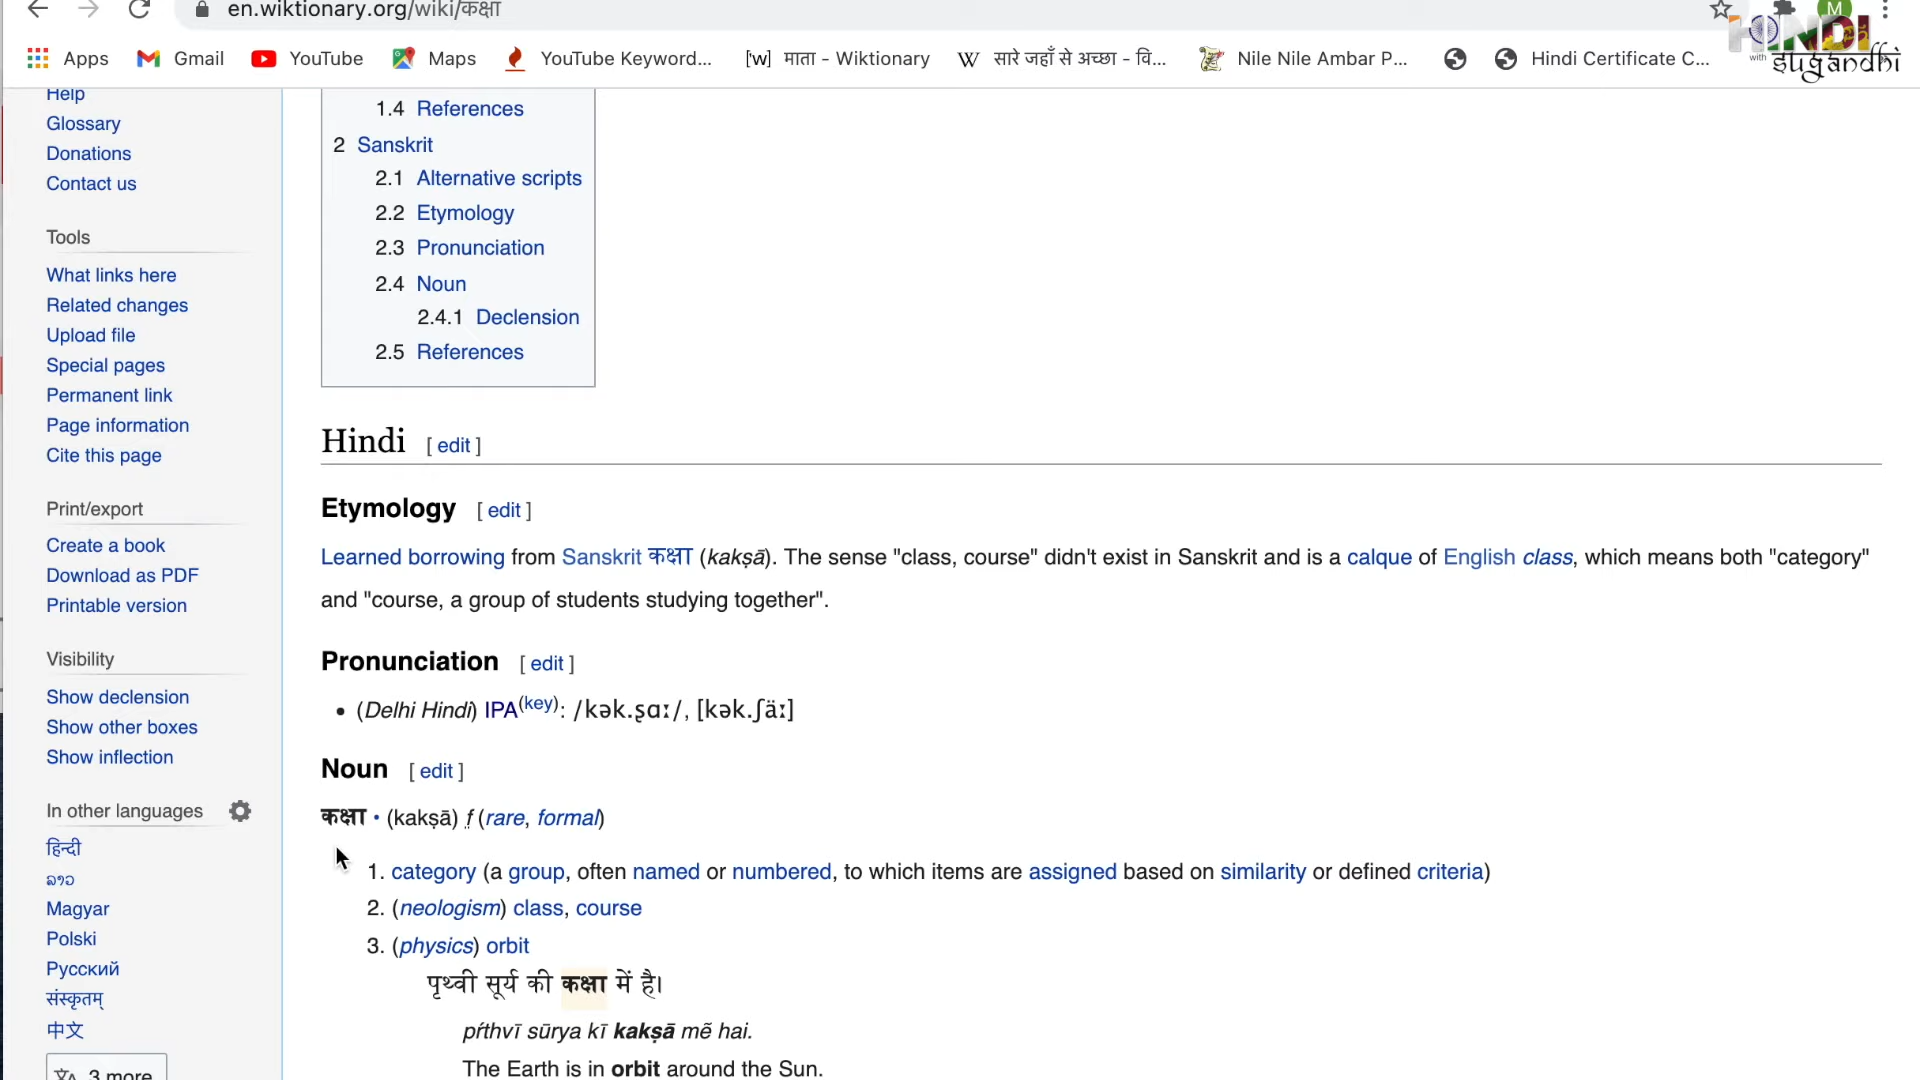 en.wiktionary.org/wiki/कक्षा
M
HINDI
with
Sugandhi
Apps Gmail YouTube Maps YouTube Keyword... [w] माता - Wiktionary W सारे जहाँ से अच्छा - वि... Nile Nile Ambar P... Hindi Certificate C...
Help
Glossary
Donations
Contact us
Tools
What links here
Related changes
Upload file
Special pages
Permanent link
Page information
Cite this page
Print/export
Create a book
Download as PDF
Printable version
Visibility
Show declension
Show other boxes
Show inflection
In other languages
हिन्दी
ລາວ
Magyar
Polski
Русский
संस्कृतम्
中文
3 more
1.4 References
2 Sanskrit
2.1 Alternative scripts
2.2 Etymology
2.3 Pronunciation
2.4 Noun
2.4.1 Declension
2.5 References
Hindi [ edit ]
Etymology [ edit ]
Learned borrowing from Sanskrit कक्षा (kakṣā). The sense "class, course" didn't exist in Sanskrit and is a calque of English class, which means both "category"
and "course, a group of students studying together".
Pronunciation [ edit ]
• (Delhi Hindi) IPA(key): /kək.ʂɑː/, [kək.ʃäː]
Noun [ edit ]
कक्षा • (kakṣā) f (rare, formal)
1. category (a group, often named or numbered, to which items are assigned based on similarity or defined criteria)
2. (neologism) class, course
3. (physics) orbit
पृथ्वी सूर्य की कक्षा में है।
pŕthvī sūrya kī kakṣā mẽ hai.
The Earth is in orbit around the Sun.